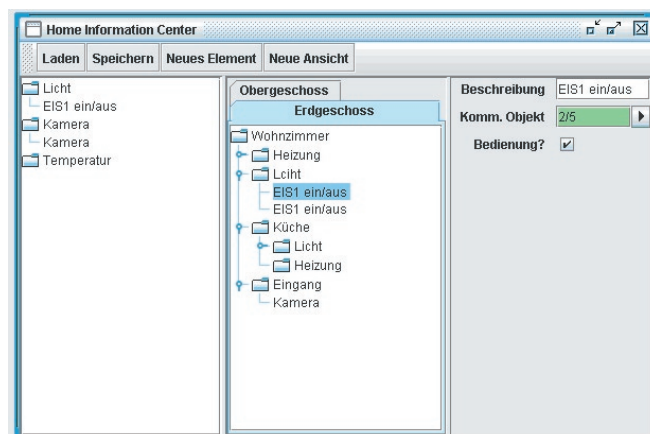 Home Information Center
Laden Speichern Neues Element Neue Ansicht
Licht
EIS1 ein/aus
Kamera
Kamera
Temperatur
Obergeschoss
Erdgeschoss
Wohnzimmer
Heizung
Lciht
EIS1 ein/aus
EIS1 ein/aus
Küche
Licht
Heizung
Eingang
Kamera
Beschreibung EIS1 ein/aus
Komm. Objekt 2/5
Bedienung?